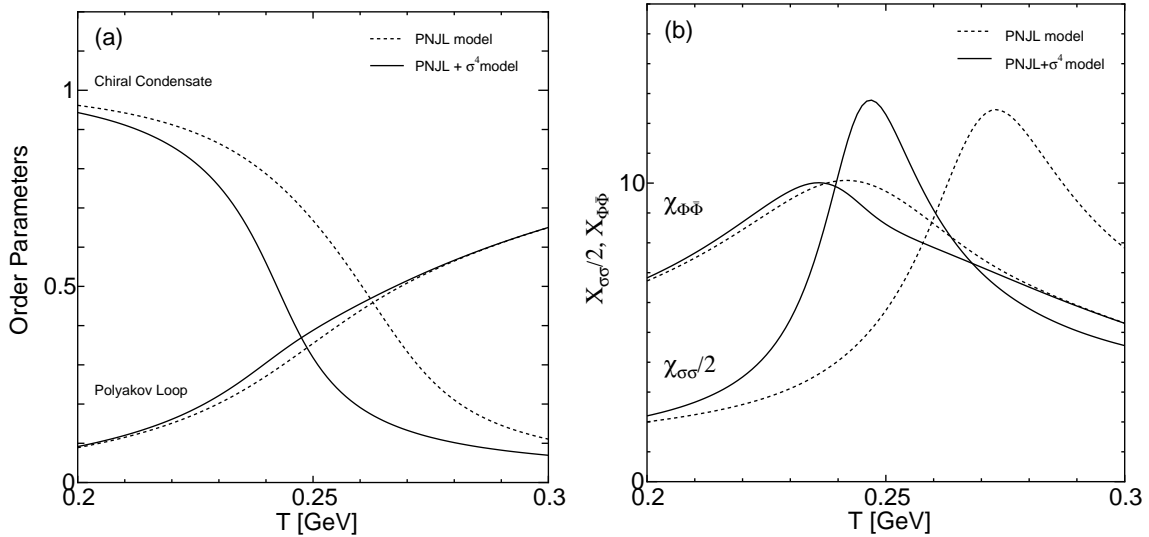 (a)
PNJL model
PNJL + σ⁴model
Chiral Condensate
Polyakov Loop
Order Parameters
1
0.5
0
0.2
0.25
0.3
T [GeV]
(b)
PNJL model
PNJL+σ⁴ model
χΦΦ̄
χσσ/2
Χσσ/2, ΧΦΦ̄
10
0
0.2
0.25
0.3
T [GeV]